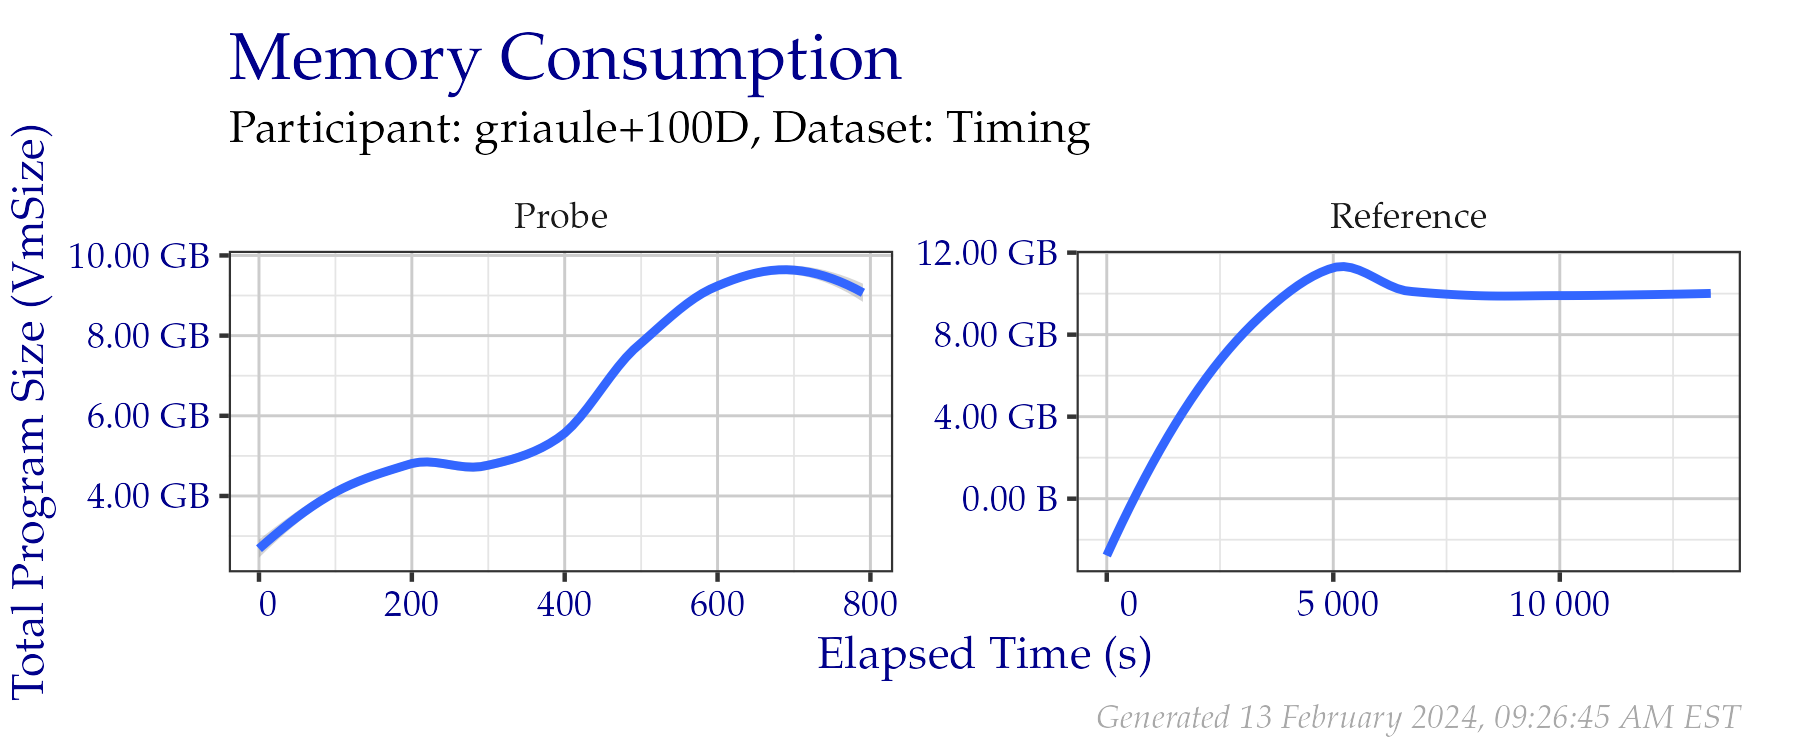 Memory Consumption
Participant: griaule+100D, Dataset: Timing
Total Program Size (VmSize)
Probe
10.00 GB
8.00 GB
6.00 GB
4.00 GB
0 200 400 600 800
Reference
12.00 GB
8.00 GB
4.00 GB
0.00 B
0 5 000 10 000
Elapsed Time (s)
Generated 13 February 2024, 09:26:45 AM EST